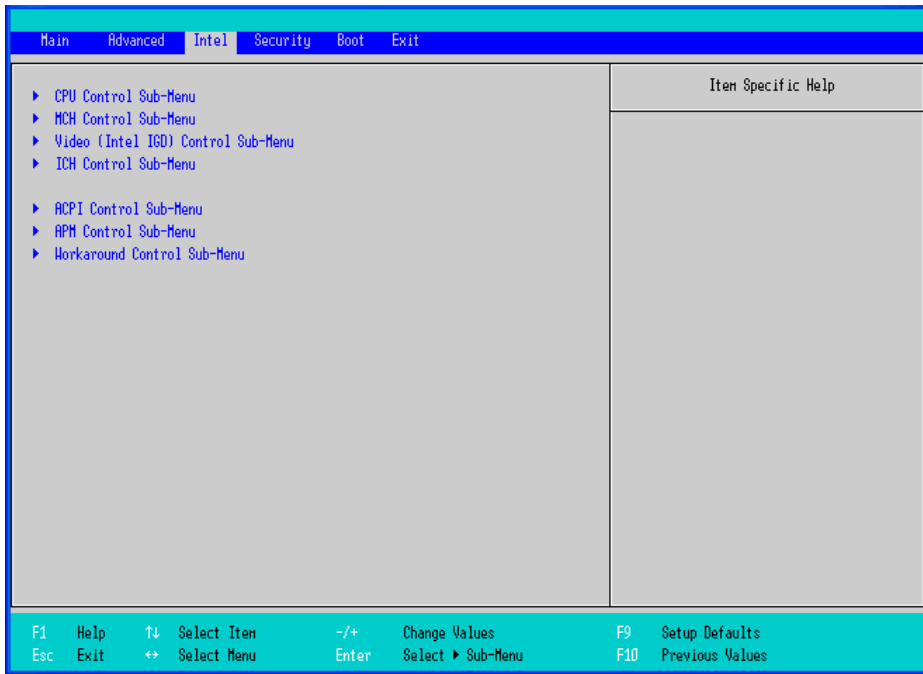 Main Advanced Intel Security Boot Exit
Item Specific Help
CPU Control Sub-Menu
MCH Control Sub-Menu
Video (Intel IGD) Control Sub-Menu
ICH Control Sub-Menu
ACPI Control Sub-Menu
APM Control Sub-Menu
Workaround Control Sub-Menu
F1 Help ↑↓ Select Item -/+ Change Values F9 Setup Defaults
Esc Exit ↔ Select Menu Enter Select ▶ Sub-Menu F10 Previous Values